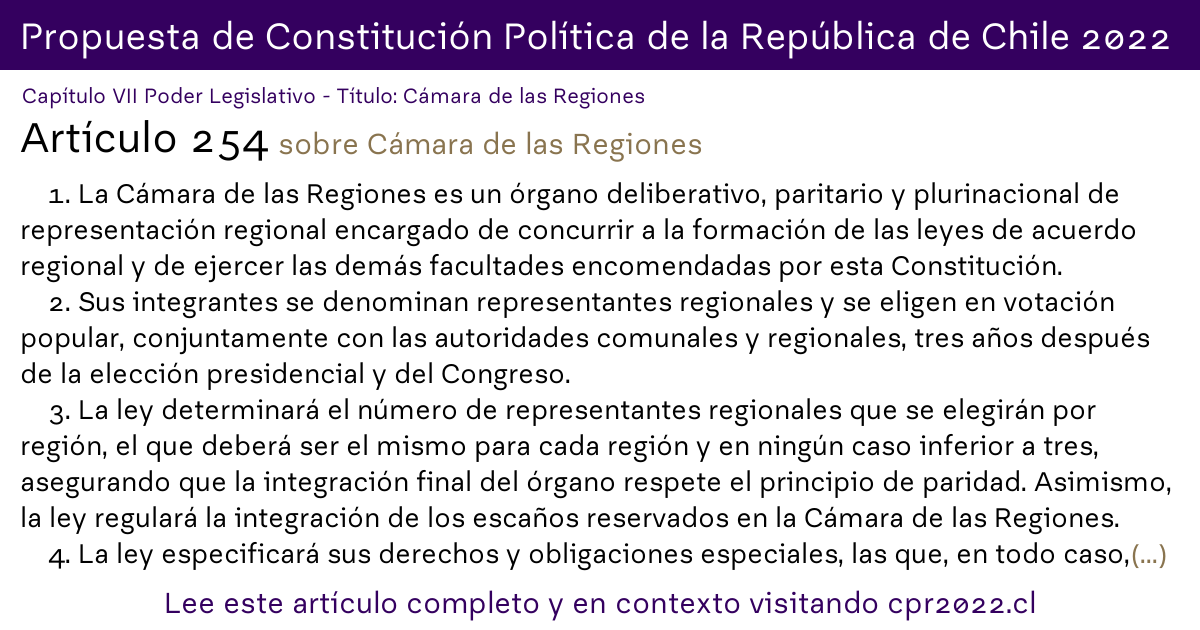 Propuesta de Constitución Política de la República de Chile 2022
Capítulo VII Poder Legislativo - Título: Cámara de las Regiones
Artículo 254 sobre Cámara de las Regiones
1. La Cámara de las Regiones es un órgano deliberativo, paritario y plurinacional de
representación regional encargado de concurrir a la formación de las leyes de acuerdo
regional y de ejercer las demás facultades encomendadas por esta Constitución.
2. Sus integrantes se denominan representantes regionales y se eligen en votación
popular, conjuntamente con las autoridades comunales y regionales, tres años después
de la elección presidencial y del Congreso.
3. La ley determinará el número de representantes regionales que se elegirán por
región, el que deberá ser el mismo para cada región y en ningún caso inferior a tres,
asegurando que la integración final del órgano respete el principio de paridad. Asimismo,
la ley regulará la integración de los escaños reservados en la Cámara de las Regiones.
4. La ley especificará sus derechos y obligaciones especiales, las que, en todo caso,(...)
Lee este artículo completo y en contexto visitando cpr2022.cl